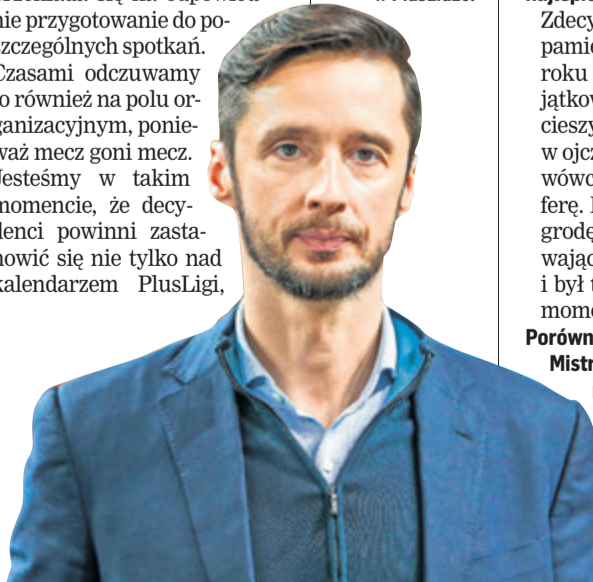 nie przygotowanie do po-
szczególnych spotkań.
Czasami odczuwamy
to również na polu or-
ganizacyjnym, ponie-
waż mecz goni mecz.
Jesteśmy w takim
momencie, że decy-
denci powinni zasta-
nowić się nie tylko nad
kalendarzem PlusLigi,
Zdecy
pamię
roku
jątkow
cieszy
w ojcz
wówc
ferę.
grodę
wając
i był t
mome
Porówn
Mistr